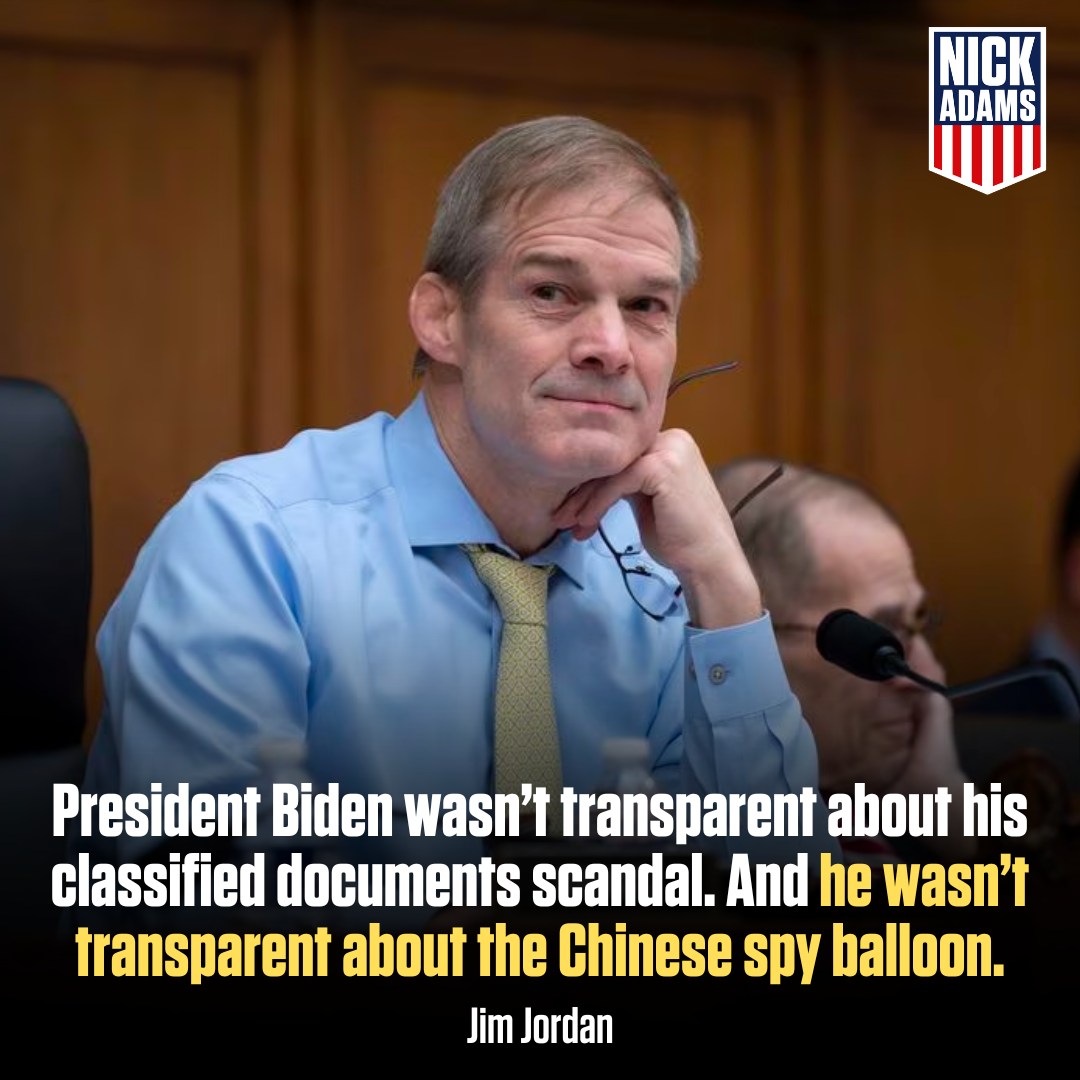 NICK
ADAMS
President Biden wasn’t transparent about his
classified documents scandal. And he wasn’t
transparent about the Chinese spy balloon.
Jim Jordan